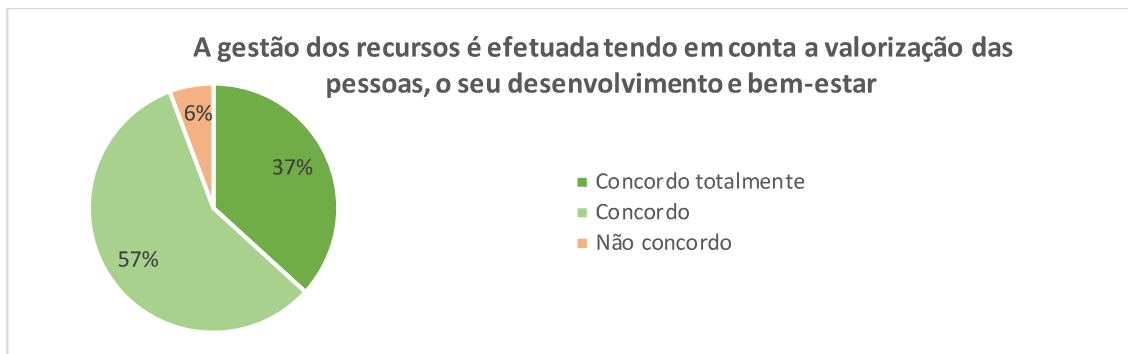 A gestão dos recursos é efetuada tendo em conta a valorização das
pessoas, o seu desenvolvimento e bem-estar
6%
37%
57%
Concordo totalmente
Concordo
Não concordo